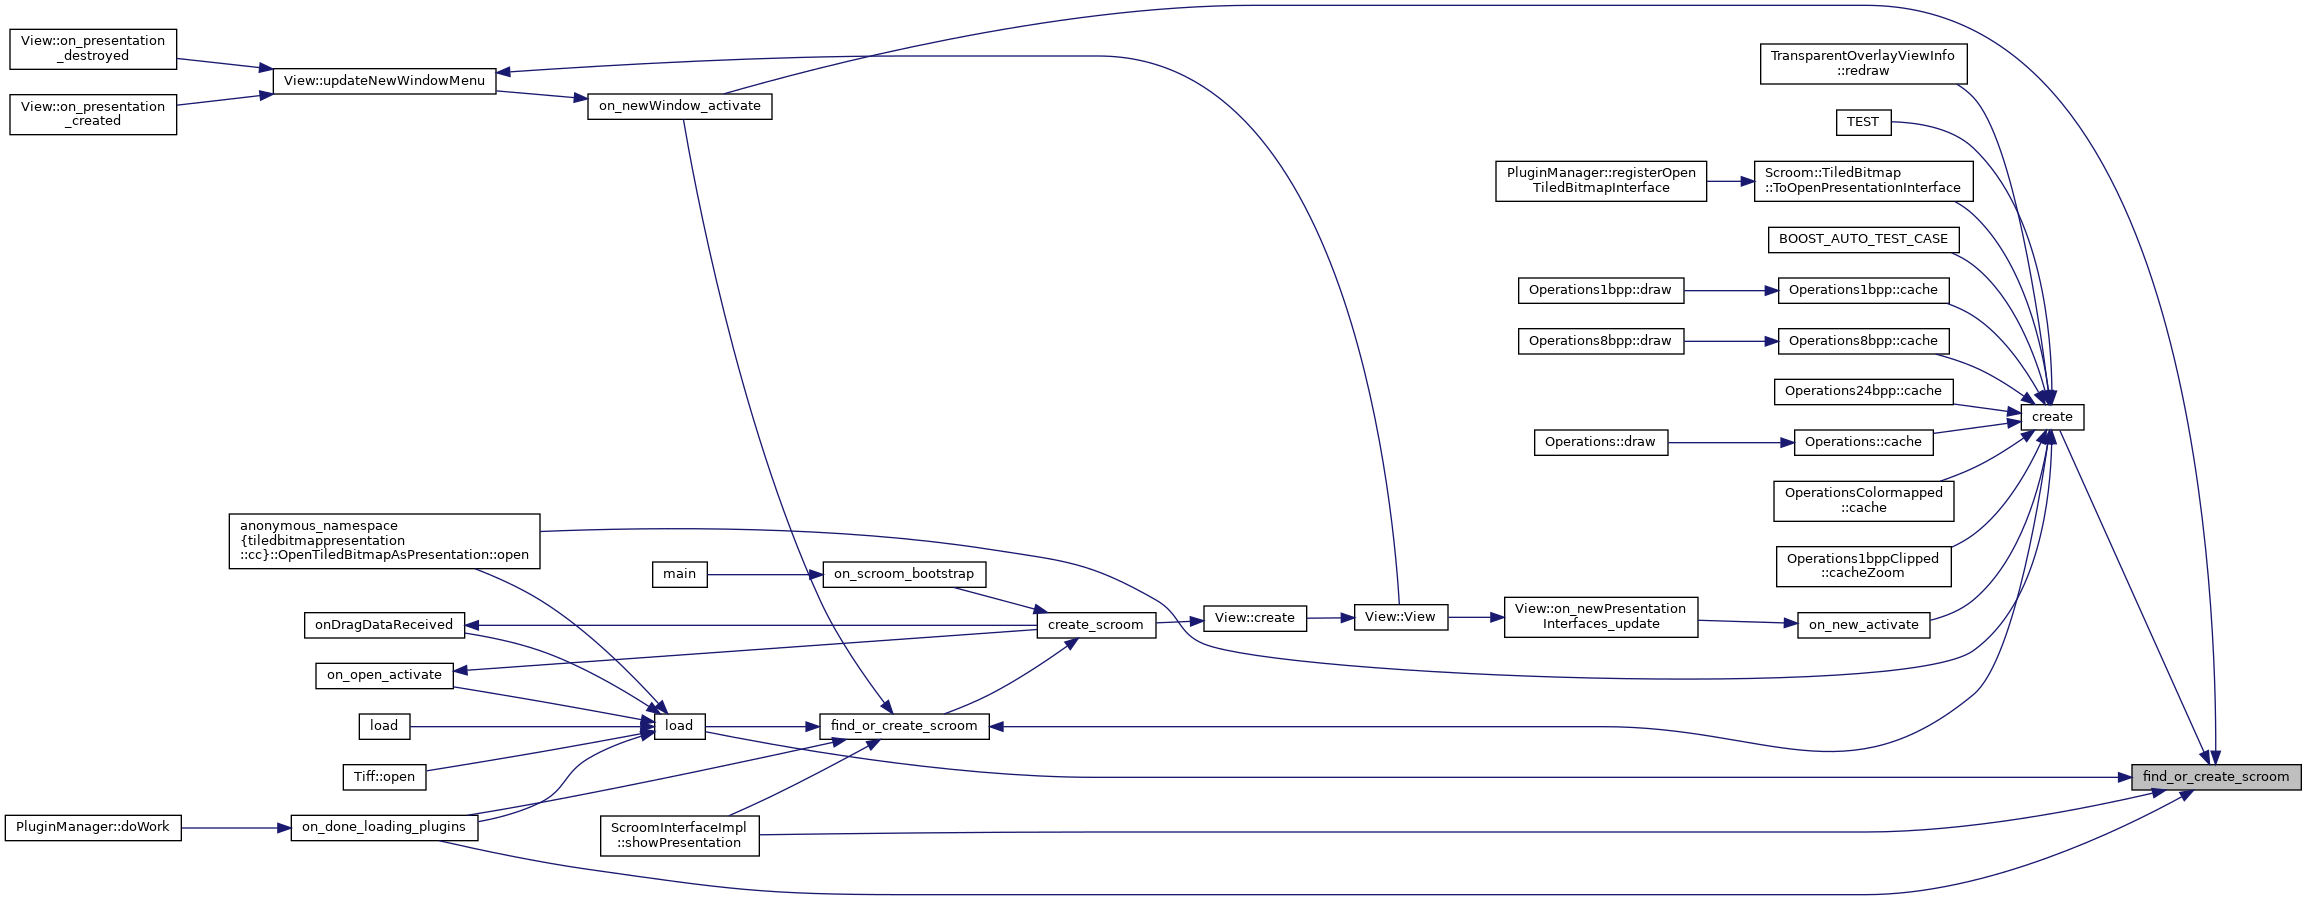 View::on_presentation
_destroyed
View::updateNewWindowMenu
View::on_presentation
_created
on_newWindow_activate
TransparentOverlayViewInfo
::redraw
TEST
PluginManager::registerOpen
TiledBitmapInterface
Scroom::TiledBitmap
::ToOpenPresentationInterface
BOOST_AUTO_TEST_CASE
Operations1bpp::draw
Operations1bpp::cache
Operations8bpp::draw
Operations8bpp::cache
Operations24bpp::cache
create
Operations::draw
Operations::cache
OperationsColormapped
::cache
Operations1bppClipped
::cacheZoom
anonymous_namespace
{tiledbitmappresentation
::cc}::OpenTiledBitmapAsPresentation::open
main
on_scroom_bootstrap
onDragDataReceived
create_scroom
View::create
View::View
View::on_newPresentation
Interfaces_update
on_new_activate
on_open_activate
load
load
find_or_create_scroom
Tiff::open
find_or_create_scroom
PluginManager::doWork
on_done_loading_plugins
ScroomInterfaceImpl
::showPresentation